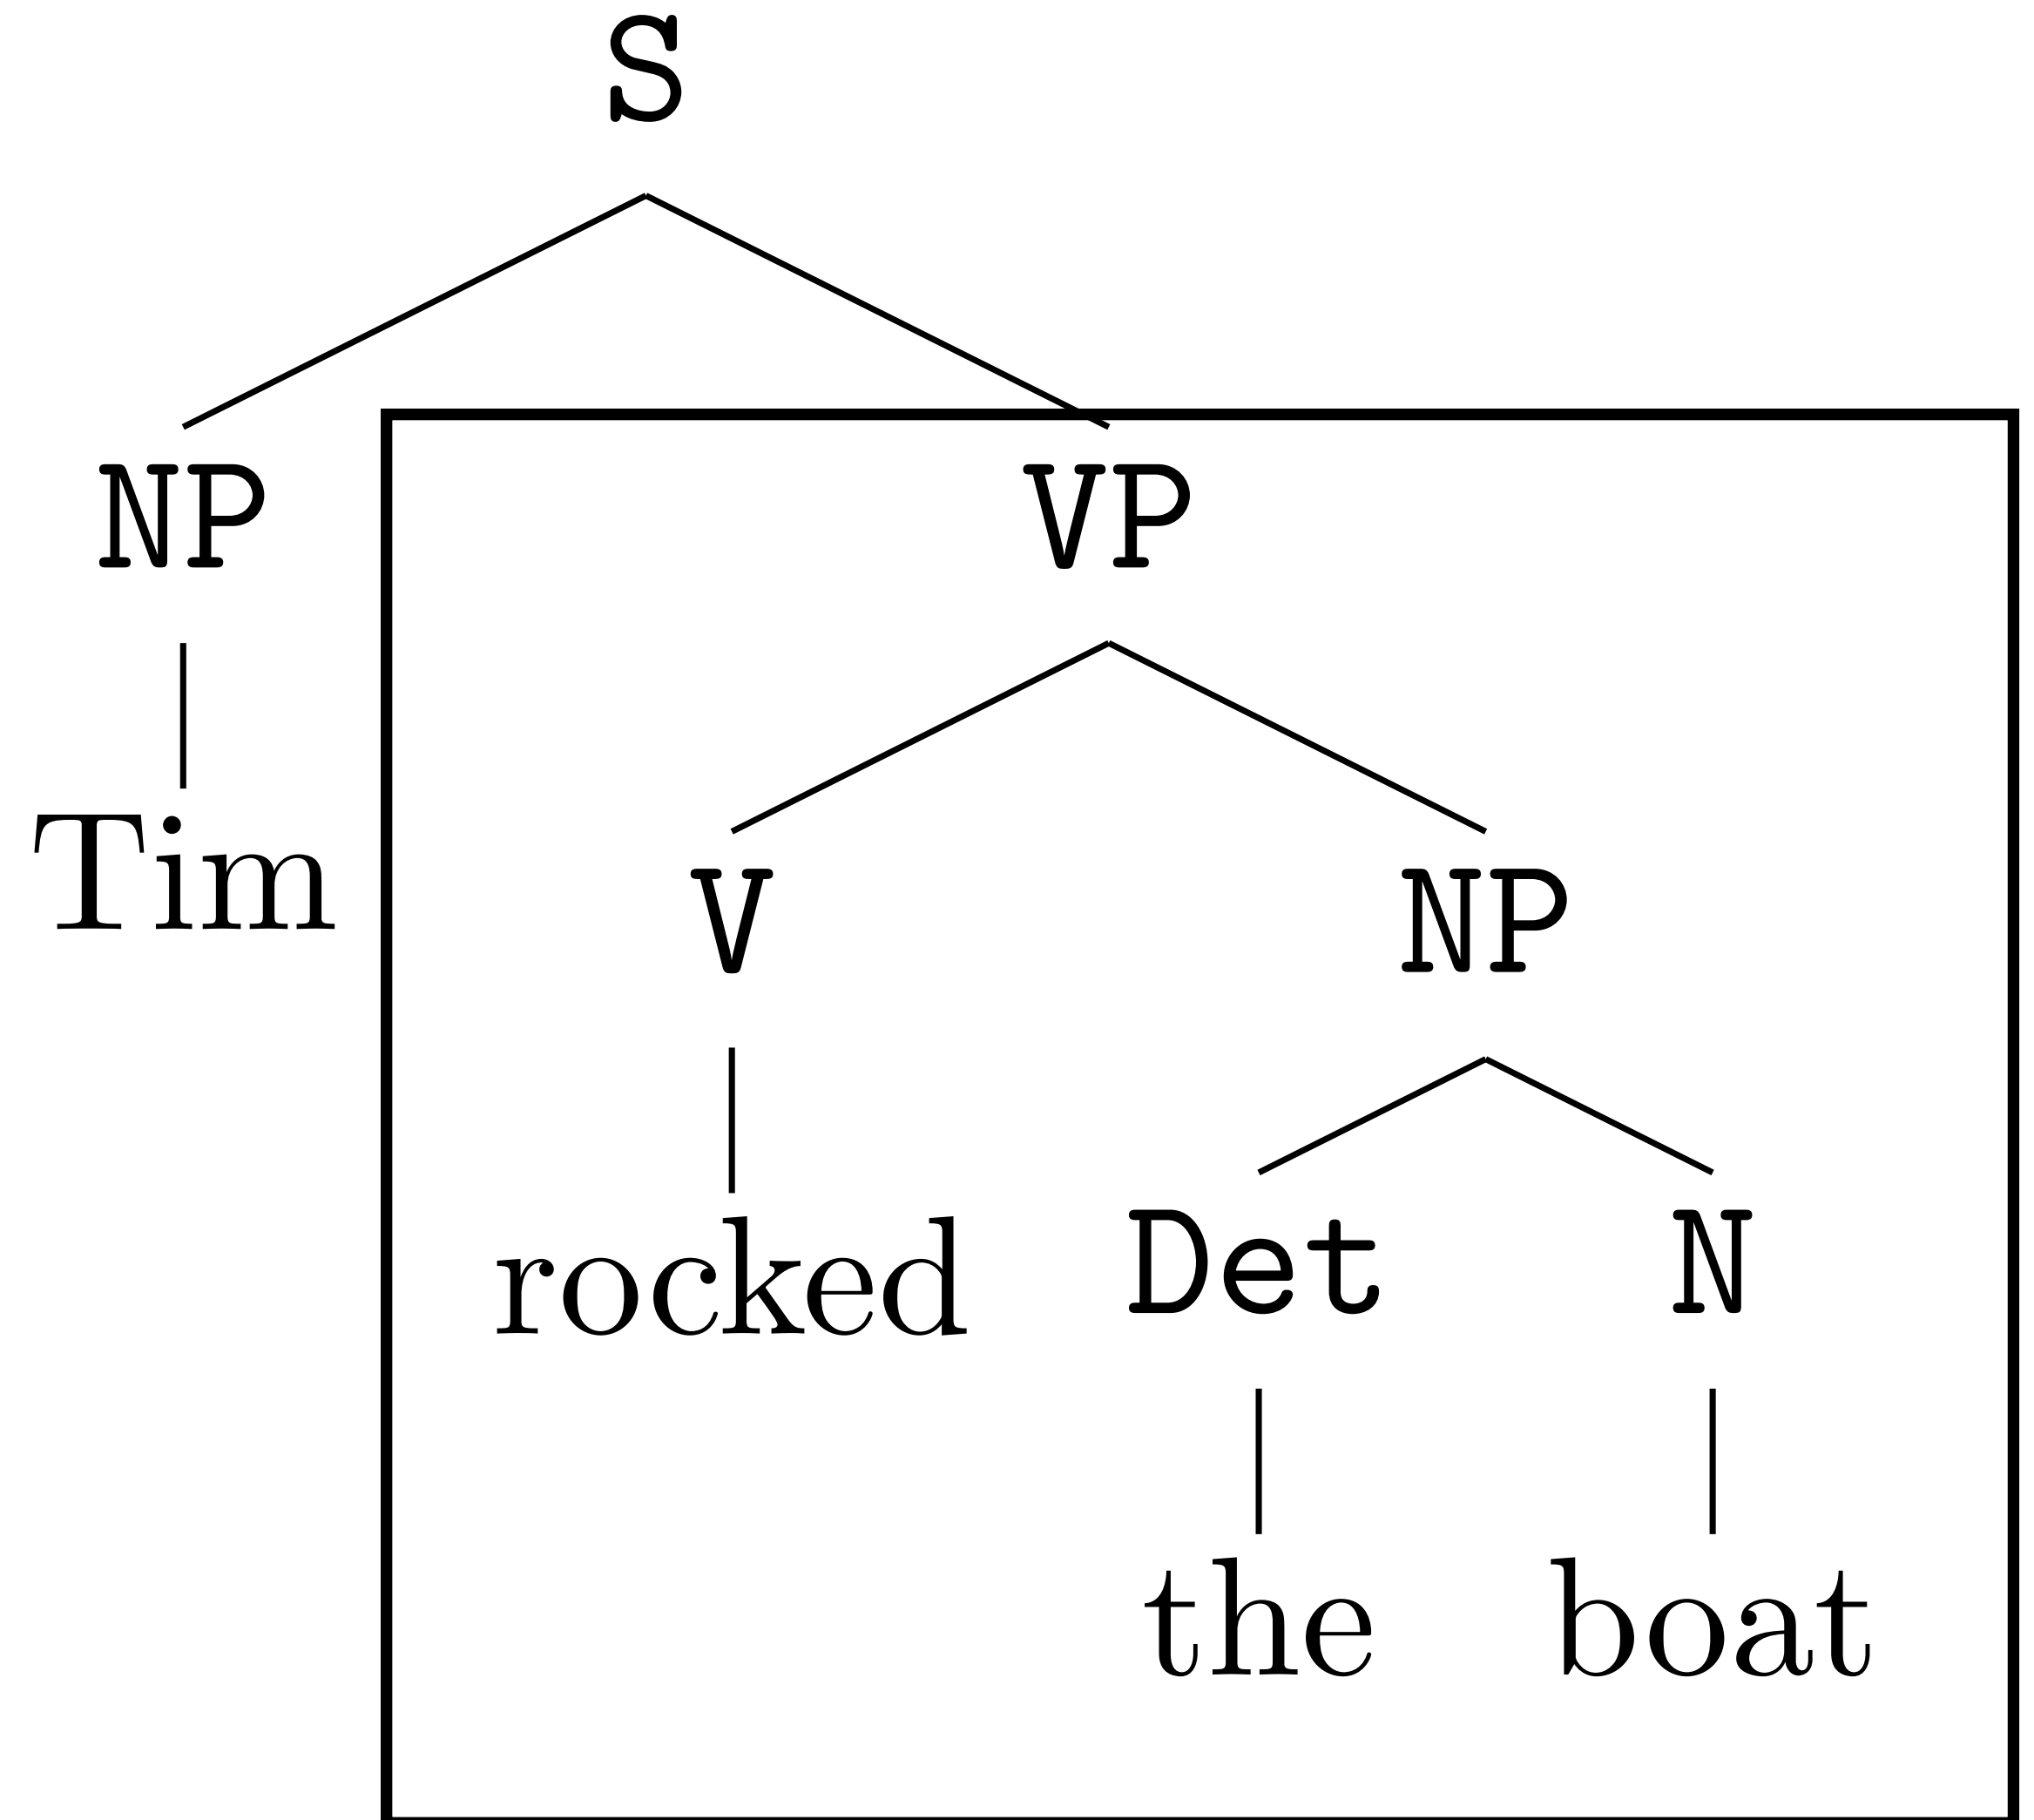 S
NP VP
Tim V NP
rocked Det N
the boat